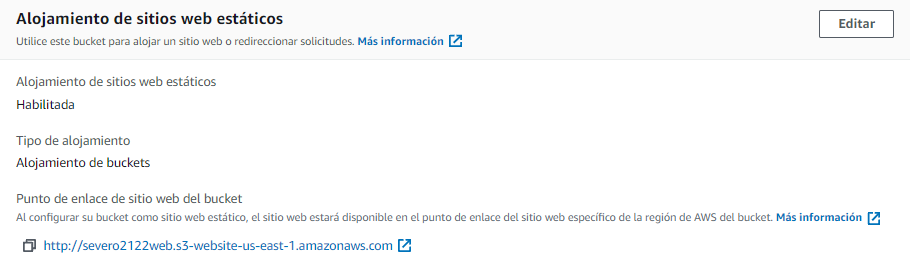 Alojamiento de sitios web estáticos
Editar
Utilice este bucket para alojar un sitio web o redireccionar solicitudes. Más información
Alojamiento de sitios web estáticos
Habilitada
Tipo de alojamiento
Alojamiento de buckets
Punto de enlace de sitio web del bucket
Al configurar su bucket como sitio web estático, el sitio web estará disponible en el punto de enlace del sitio web específico de la región de AWS del bucket. Más información
http://severo2122web.s3-website-us-east-1.amazonaws.com